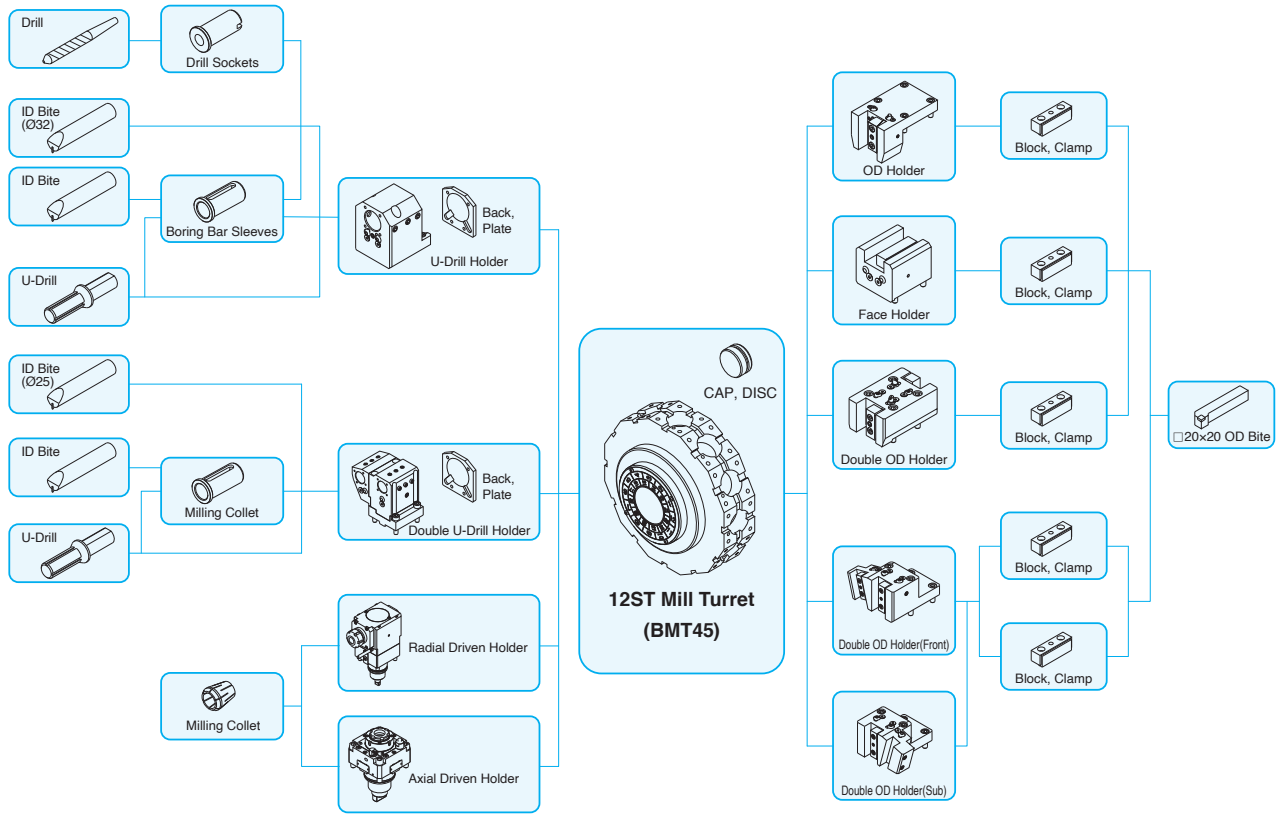 Drill
Drill Sockets
ID Bite
(Ø32)
ID Bite
Boring Bar Sleeves
U-Drill
Back,
Plate
U-Drill Holder
ID Bite
(Ø25)
ID Bite
Milling Collet
U-Drill
Back,
Plate
Double U-Drill Holder
Radial Driven Holder
Milling Collet
Axial Driven Holder
CAP, DISC
12ST Mill Turret
(BMT45)
OD Holder
Block, Clamp
Face Holder
Block, Clamp
Double OD Holder
Block, Clamp
□20×20 OD Bite
Double OD Holder(Front)
Block, Clamp
Block, Clamp
Double OD Holder(Sub)